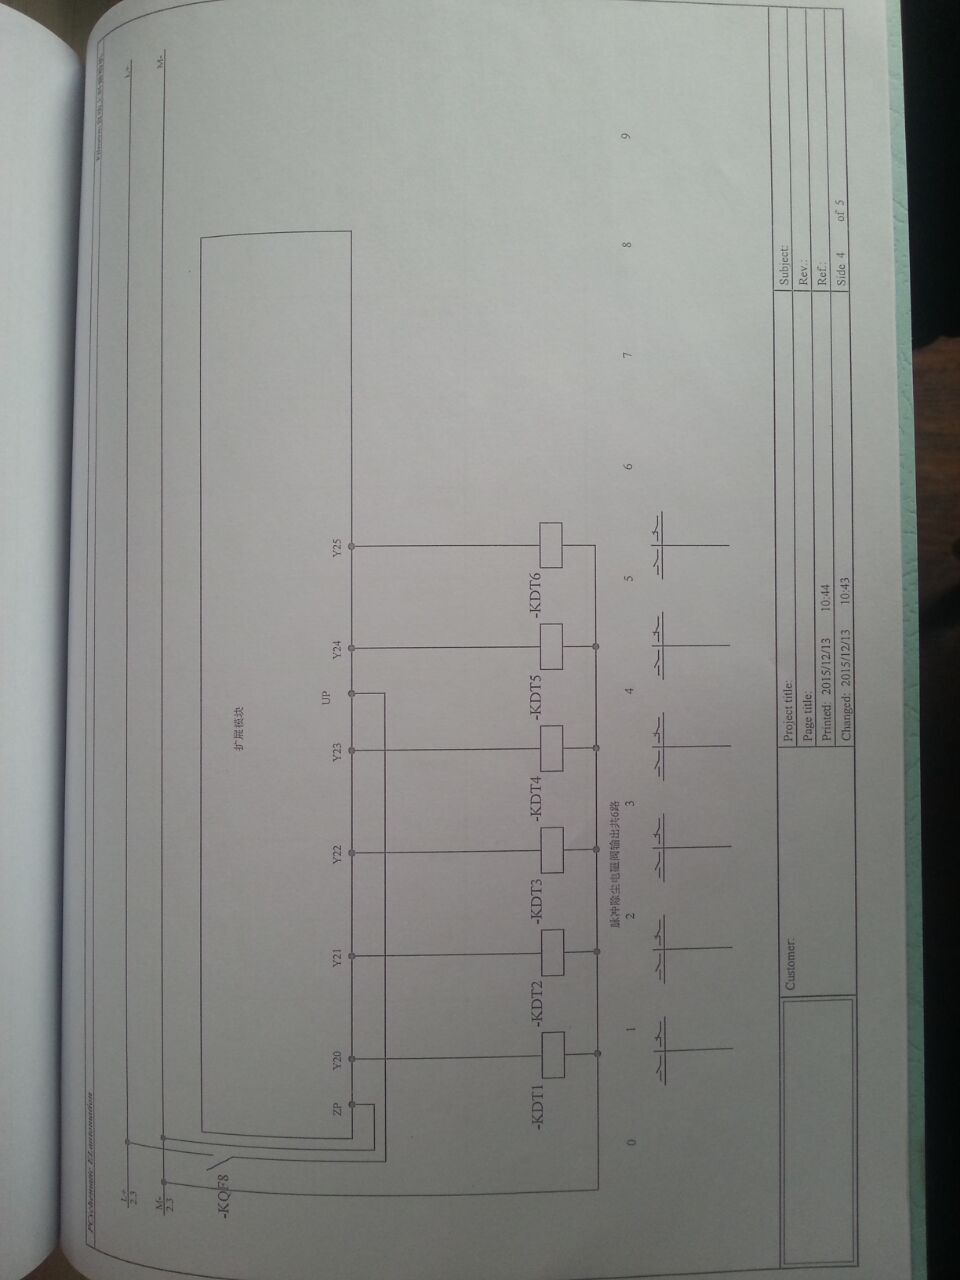 PCschematic ELautomation
L+
2.3
L+
M-
2.3
M-
-KQF8
扩展模块
ZP
Y20
Y21
Y22
Y23
UP
Y24
Y25
-KDT1
-KDT2
-KDT3
-KDT4
-KDT5
-KDT6
脉冲除尘电磁阀输出共6路
0 1 2 3 4 5 6 7 8 9
Customer:
Project title:
Subject:
Page title:
Rev.:
Printed: 2015/12/13 10:44
Ref.:
Changed: 2015/12/13 10:43
Side 4 of 5